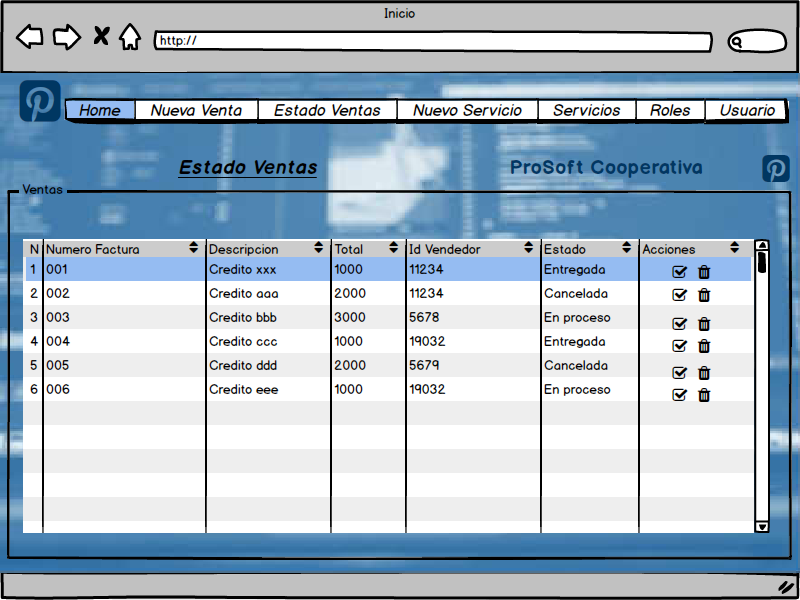 Inicio
http://
Home Nueva Venta Estado Ventas Nuevo Servicio Servicios Roles Usuario
Estado Ventas ProSoft Cooperativa
Ventas
N Numero Factura Descripcion Total Id Vendedor Estado Acciones
1 001 Credito xxx 1000 11234 Entregada
2 002 Credito aaa 2000 11234 Cancelada
3 003 Credito bbb 3000 5678 En proceso
4 004 Credito ccc 1000 19032 Entregada
5 005 Credito ddd 2000 5679 Cancelada
6 006 Credito eee 1000 19032 En proceso